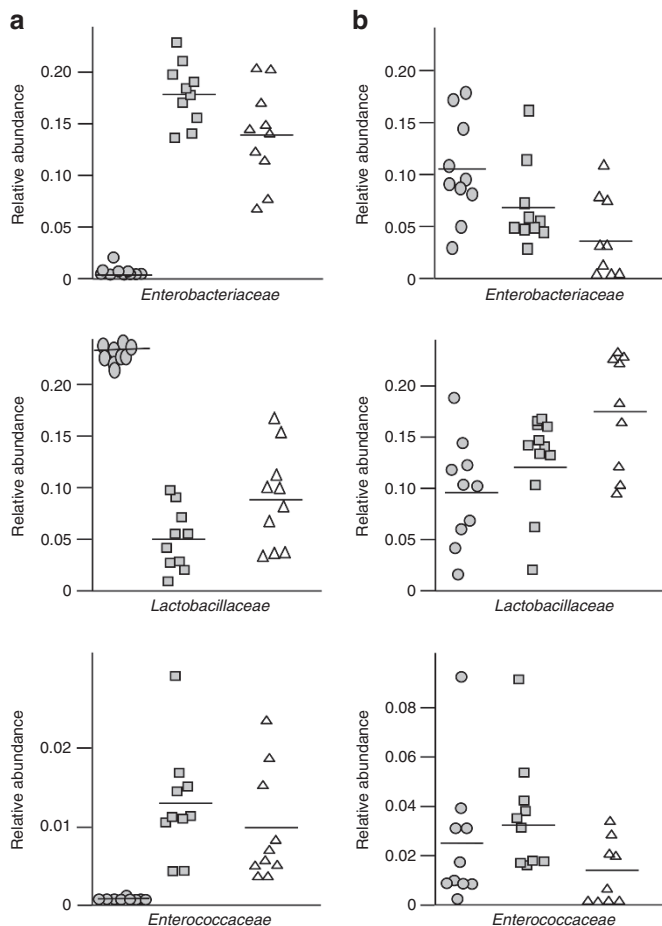 a
Relative abundance
0.20
0.15
0.10
0.05
0
Enterobacteriaceae
b
Relative abundance
0.20
0.15
0.10
0.05
0
Enterobacteriaceae
Relative abundance
0.20
0.15
0.10
0.05
0
Lactobacillaceae
Relative abundance
0.20
0.15
0.10
0.05
0
Lactobacillaceae
Relative abundance
0.02
0.01
0
Enterococcaceae
Relative abundance
0.08
0.06
0.04
0.02
0.00
Enterococcaceae